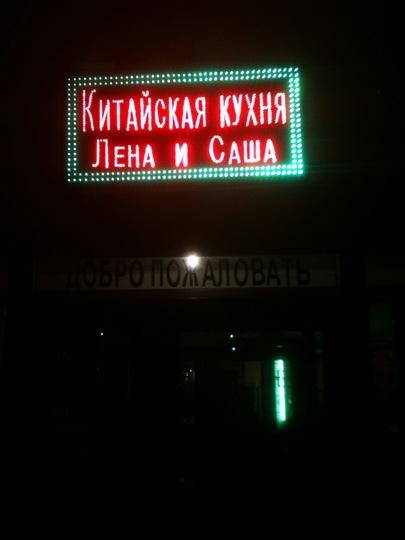 Китайская кухня
Лена и Саша
ДОБРО ПОЖАЛОВАТЬ